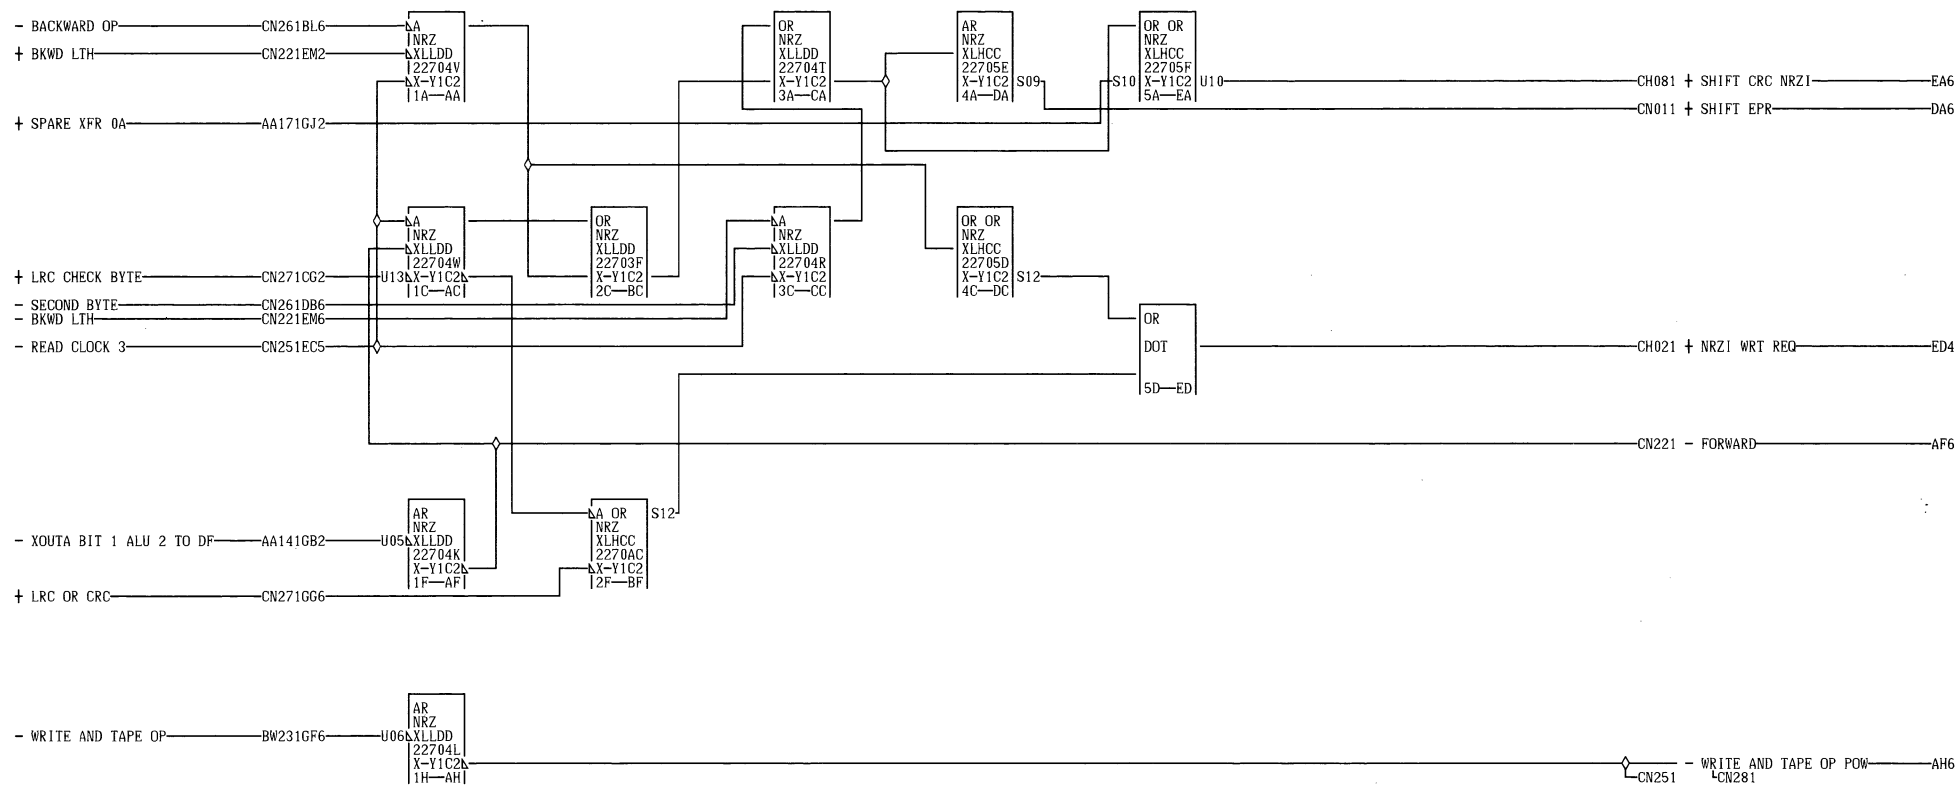 - BACKWARD OP CN261BL6
+ BKWD LTH CN221EM2
A
NRZ
XLLDD
22704V
X-Y1C2
1A AA
OR
NRZ
XLLDD
22704T
X-Y1C2
3A CA
AR
NRZ
XLHCC
22705E
X-Y1C2 S09
4A DA
OR OR
NRZ
XLHCC
22705F
S10 X-Y1C2 U10
5A EA
CH081 + SHIFT CRC NRZI EA6
CN011 + SHIFT EPR DA6
+ SPARE XFR 0A AA171GJ2
A
NRZ
XLLDD
22704W
U13 X-Y1C2
1C AC
OR
NRZ
XLLDD
22703F
X-Y1C2
2C BC
A
NRZ
XLLDD
22704R
X-Y1C2
3C CC
OR OR
NRZ
XLHCC
22705D
X-Y1C2 S12
4C DC
+ LRC CHECK BYTE CN271CG2
- SECOND BYTE CN261DB6
- BKWD LTH CN221EM6
- READ CLOCK 3 CN251EC5
OR
DOT
5D ED
CH021 + NRZI WRT REQ ED4
CN221 - FORWARD AF6
AR
NRZ
XLLDD
22704K
X-Y1C2
1F AF
A OR S12
NRZ
XLHCC
2270AC
X-Y1C2
2F BF
- XOUTA BIT 1 ALU 2 TO DF AA141GB2 U05
+ LRC OR CRC CN271GG6
AR
NRZ
XLLDD
22704L
X-Y1C2
1H AH
- WRITE AND TAPE OP BW231GF6 U06
- WRITE AND TAPE OP POW AH6
CN251 CN281